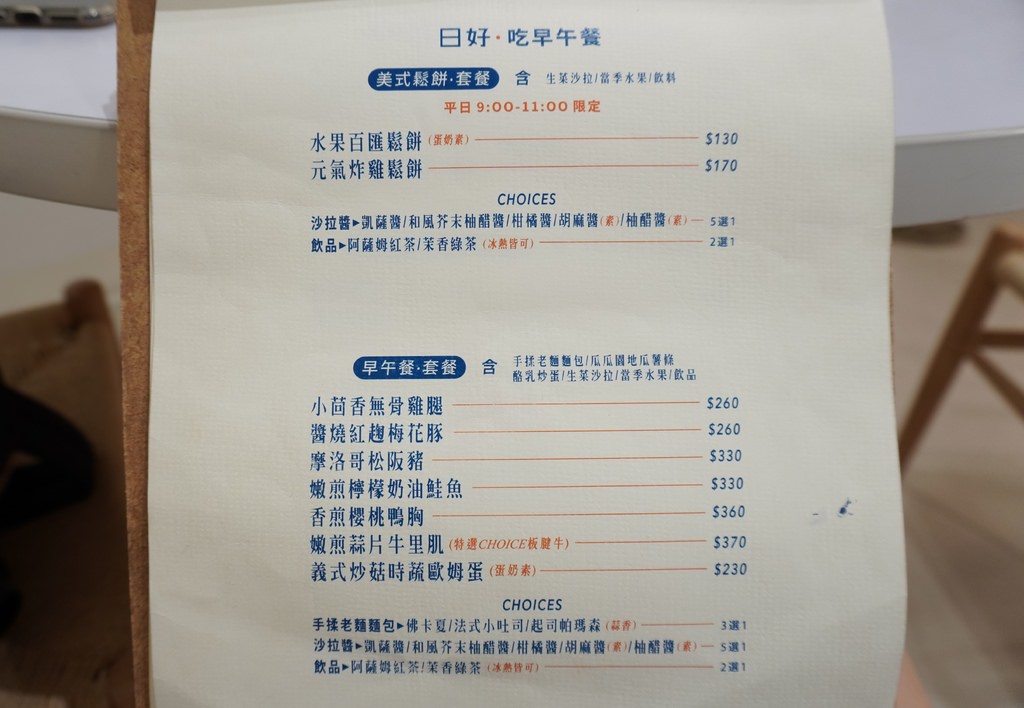 日好·吃早午餐
美式鬆餅·套餐 含 生菜沙拉/當季水果/飲料
平日 9:00-11:00 限定
水果百匯鬆餅(蛋奶素) $130
元氣炸雞鬆餅 $170
CHOICES
沙拉醬▶凱薩醬/和風芥末柚醋醬/柑橘醬/胡麻醬(素)/柚醋醬(素) 5選1
飲品▶阿薩姆紅茶/茉香綠茶(冰熱皆可) 2選1
早午餐·套餐 含 手揉老麵麵包/瓜瓜園地瓜薯條
酪乳炒蛋/生菜沙拉/當季水果/飲品
小茴香無骨雞腿 $260
醬燒紅麴梅花豚 $260
摩洛哥松阪豬 $330
嫩煎檸檬奶油鮭魚 $330
香煎櫻桃鴨胸 $360
嫩煎蒜片牛里肌(特選CHOICE板腱牛) $370
義式炒菇時蔬歐姆蛋(蛋奶素) $230
CHOICES
手揉老麵麵包▶佛卡夏/法式小吐司/起司帕瑪森(蒜香) 3選1
沙拉醬▶凱薩醬/和風芥末柚醋醬/柑橘醬/胡麻醬(素)/柚醋醬(素) 5選1
飲品▶阿薩姆紅茶/茉香綠茶(冰熱皆可) 2選1